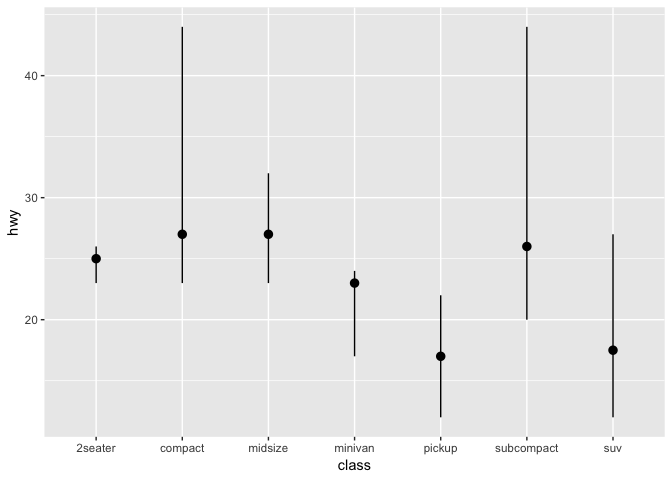 40
30
20
hwy
2seater compact midsize minivan pickup subcompact suv
class